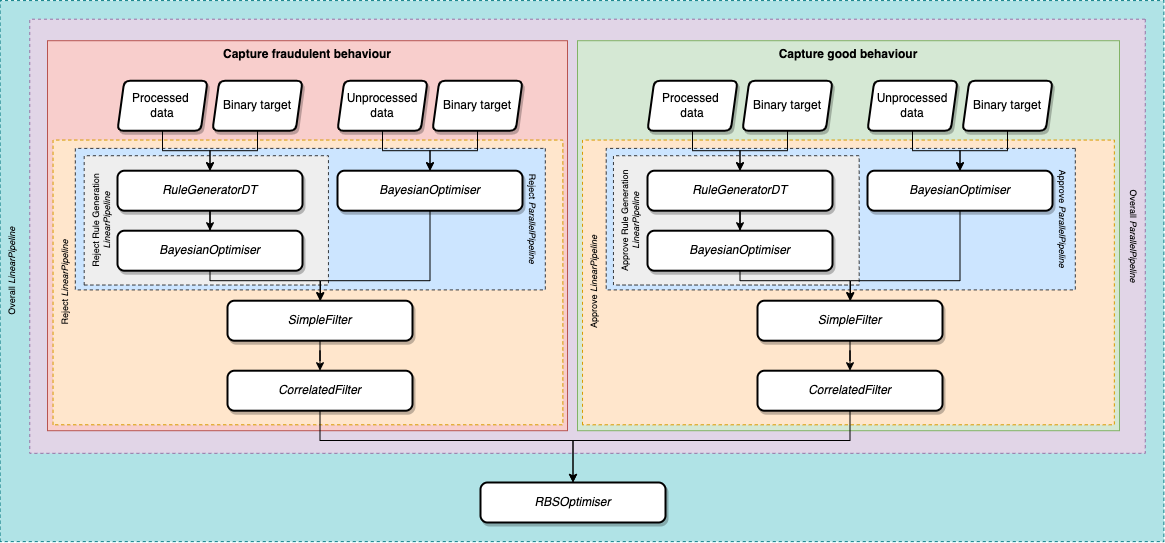 Capture fraudulent behaviour
Processed
data
Binary target
Unprocessed
data
Binary target
Reject Rule Generation
LinearPipeline
RuleGeneratorDT
BayesianOptimiser
BayesianOptimiser
Reject ParallelPipeline
Reject LinearPipeline
SimpleFilter
CorrelatedFilter
Capture good behaviour
Processed
data
Binary target
Unprocessed
data
Binary target
Approve Rule Generation
LinearPipeline
RuleGeneratorDT
BayesianOptimiser
BayesianOptimiser
Approve ParallelPipeline
Approve LinearPipeline
SimpleFilter
CorrelatedFilter
Overall ParallelPipeline
Overall LinearPipeline
RBSOptimiser